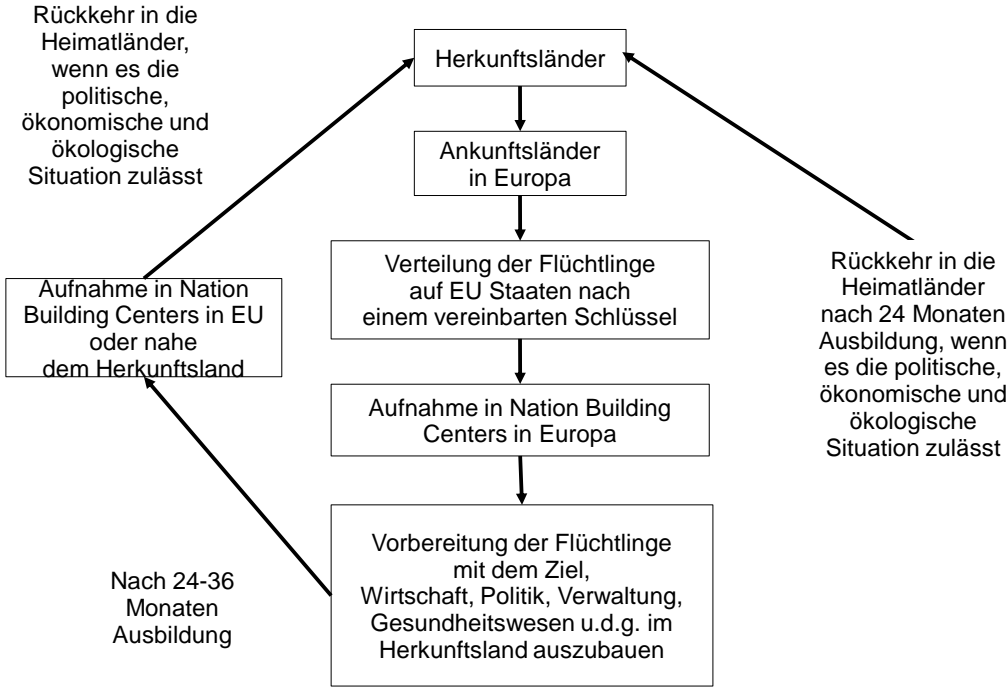 Rückkehr in die
Heimatländer,
wenn es die
politische,
ökonomische und
ökologische
Situation zulässt
Herkunftsländer
Ankunftsländer
in Europa
Verteilung der Flüchtlinge
auf EU Staaten nach
einem vereinbarten Schlüssel
Aufnahme in Nation
Building Centers in EU
oder nahe
dem Herkunftsland
Rückkehr in die
Heimatländer
nach 24 Monaten
Ausbildung, wenn
es die politische,
ökonomische und
ökologische
Situation zulässt
Aufnahme in Nation Building
Centers in Europa
Vorbereitung der Flüchtlinge
mit dem Ziel,
Wirtschaft, Politik, Verwaltung,
Gesundheitswesen u.d.g. im
Herkunftsland auszubauen
Nach 24-36
Monaten
Ausbildung